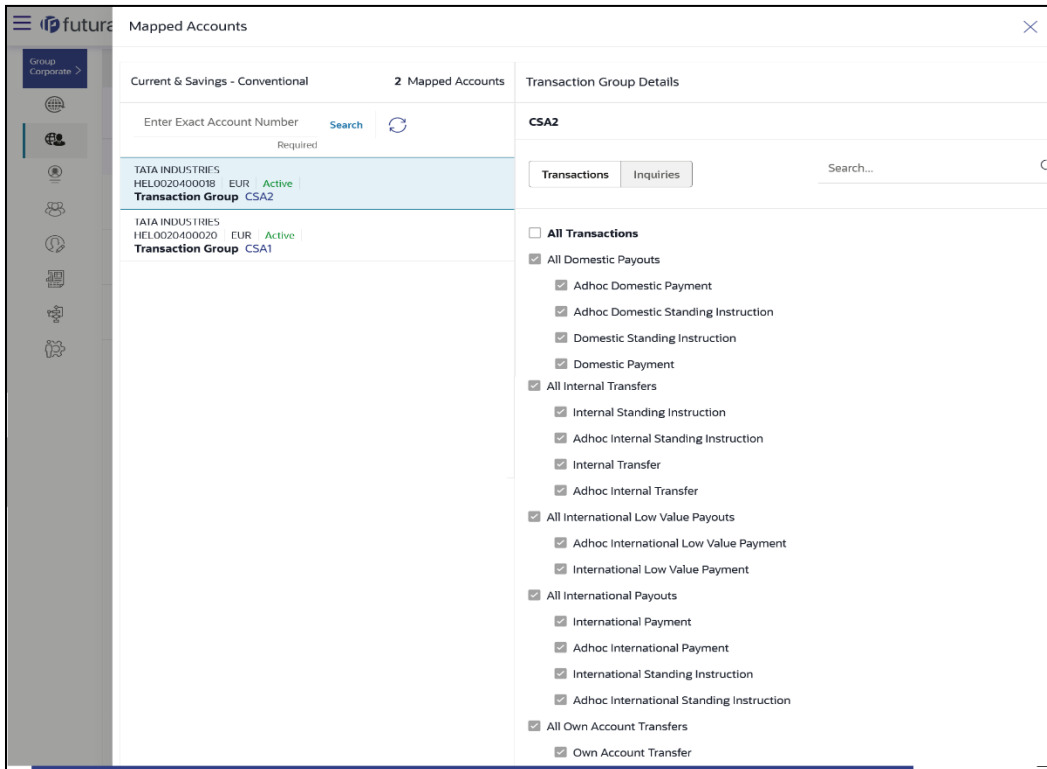 futura
Mapped Accounts
Group
Corporate >
Current & Savings - Conventional
2 Mapped Accounts
Enter Exact Account Number
Search
Required
TATA INDUSTRIES
HEL0020400018 EUR Active
Transaction Group CSA2
TATA INDUSTRIES
HEL0020400020 EUR Active
Transaction Group CSA1
Transaction Group Details
CSA2
Transactions
Inquiries
Search...
All Transactions
All Domestic Payouts
Adhoc Domestic Payment
Adhoc Domestic Standing Instruction
Domestic Standing Instruction
Domestic Payment
All Internal Transfers
Internal Standing Instruction
Adhoc Internal Standing Instruction
Internal Transfer
Adhoc Internal Transfer
All International Low Value Payouts
Adhoc International Low Value Payment
International Low Value Payment
All International Payouts
International Payment
Adhoc International Payment
International Standing Instruction
Adhoc International Standing Instruction
All Own Account Transfers
Own Account Transfer